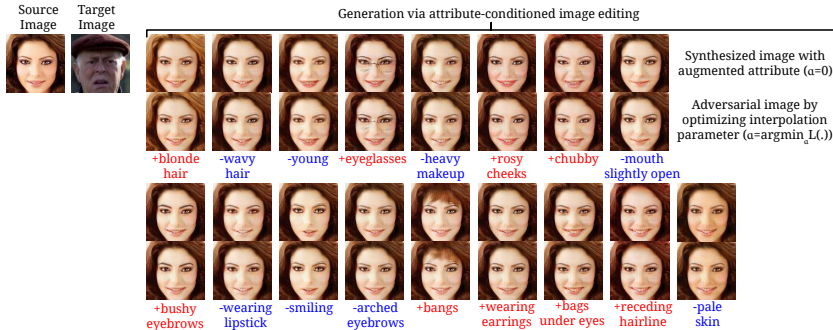 Source Image
Target Image
Generation via attribute-conditioned image editing
Synthesized image with
augmented attribute (α=0)
Adversarial image by
optimizing interpolation
parameter (α=argmin_αL(.))
+blonde hair
-wavy hair
-young
+eyeglasses
-heavy makeup
+rosy cheeks
+chubby
-mouth slightly open
+bushy eyebrows
-wearing lipstick
-smiling
-arched eyebrows
+bangs
+wearing earrings
+bags under eyes
+receding hairline
-pale skin